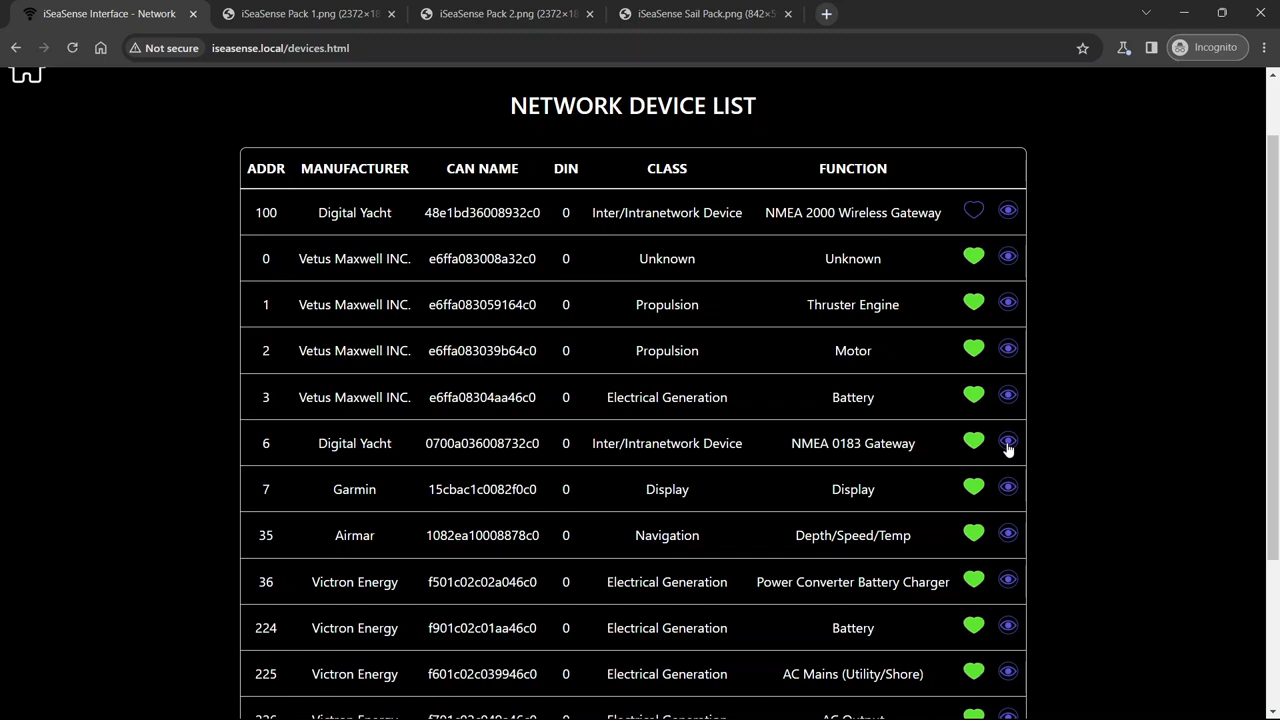 iSeaSense Interface - Network
iSeaSense Pack 1.png (2372×18
iSeaSense Pack 2.png (2372×18
iSeaSense Sail Pack.png (842×5
Not secure iseasense.local/devices.html
Incognito
NETWORK DEVICE LIST
ADDR MANUFACTURER CAN NAME DIN CLASS FUNCTION
100 Digital Yacht 48e1bd36008932c0 0 Inter/Intranetwork Device NMEA 2000 Wireless Gateway
0 Vetus Maxwell INC. e6ffa083008a32c0 0 Unknown Unknown
1 Vetus Maxwell INC. e6ffa083059164c0 0 Propulsion Thruster Engine
2 Vetus Maxwell INC. e6ffa083039b64c0 0 Propulsion Motor
3 Vetus Maxwell INC. e6ffa08304aa46c0 0 Electrical Generation Battery
6 Digital Yacht 0700a036008732c0 0 Inter/Intranetwork Device NMEA 0183 Gateway
7 Garmin 15cbac1c0082f0c0 0 Display Display
35 Airmar 1082ea10008878c0 0 Navigation Depth/Speed/Temp
36 Victron Energy f501c02c02a046c0 0 Electrical Generation Power Converter Battery Charger
224 Victron Energy f901c02c01aa46c0 0 Electrical Generation Battery
225 Victron Energy f601c02c039946c0 0 Electrical Generation AC Mains (Utility/Shore)